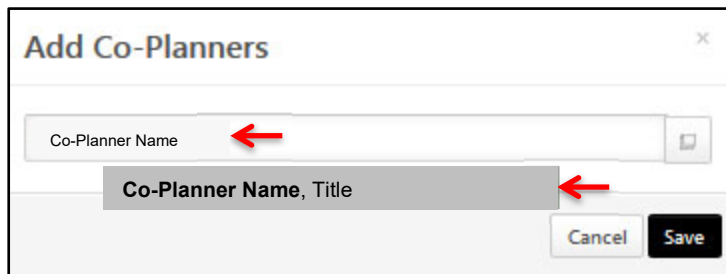 Add Co-Planners
×
Co-Planner Name
Co-Planner Name, Title
Cancel Save